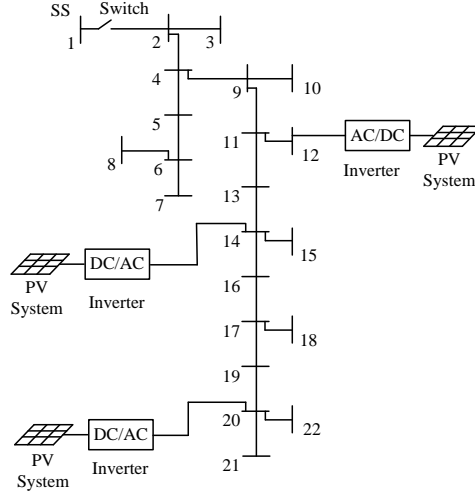 SS
Switch
1
2
3
4
9
10
5
11
12
AC/DC
Inverter
PV
System
8
6
7
13
14
15
DC/AC
PV
System
Inverter
16
17
18
19
20
22
DC/AC
PV
System
Inverter
21